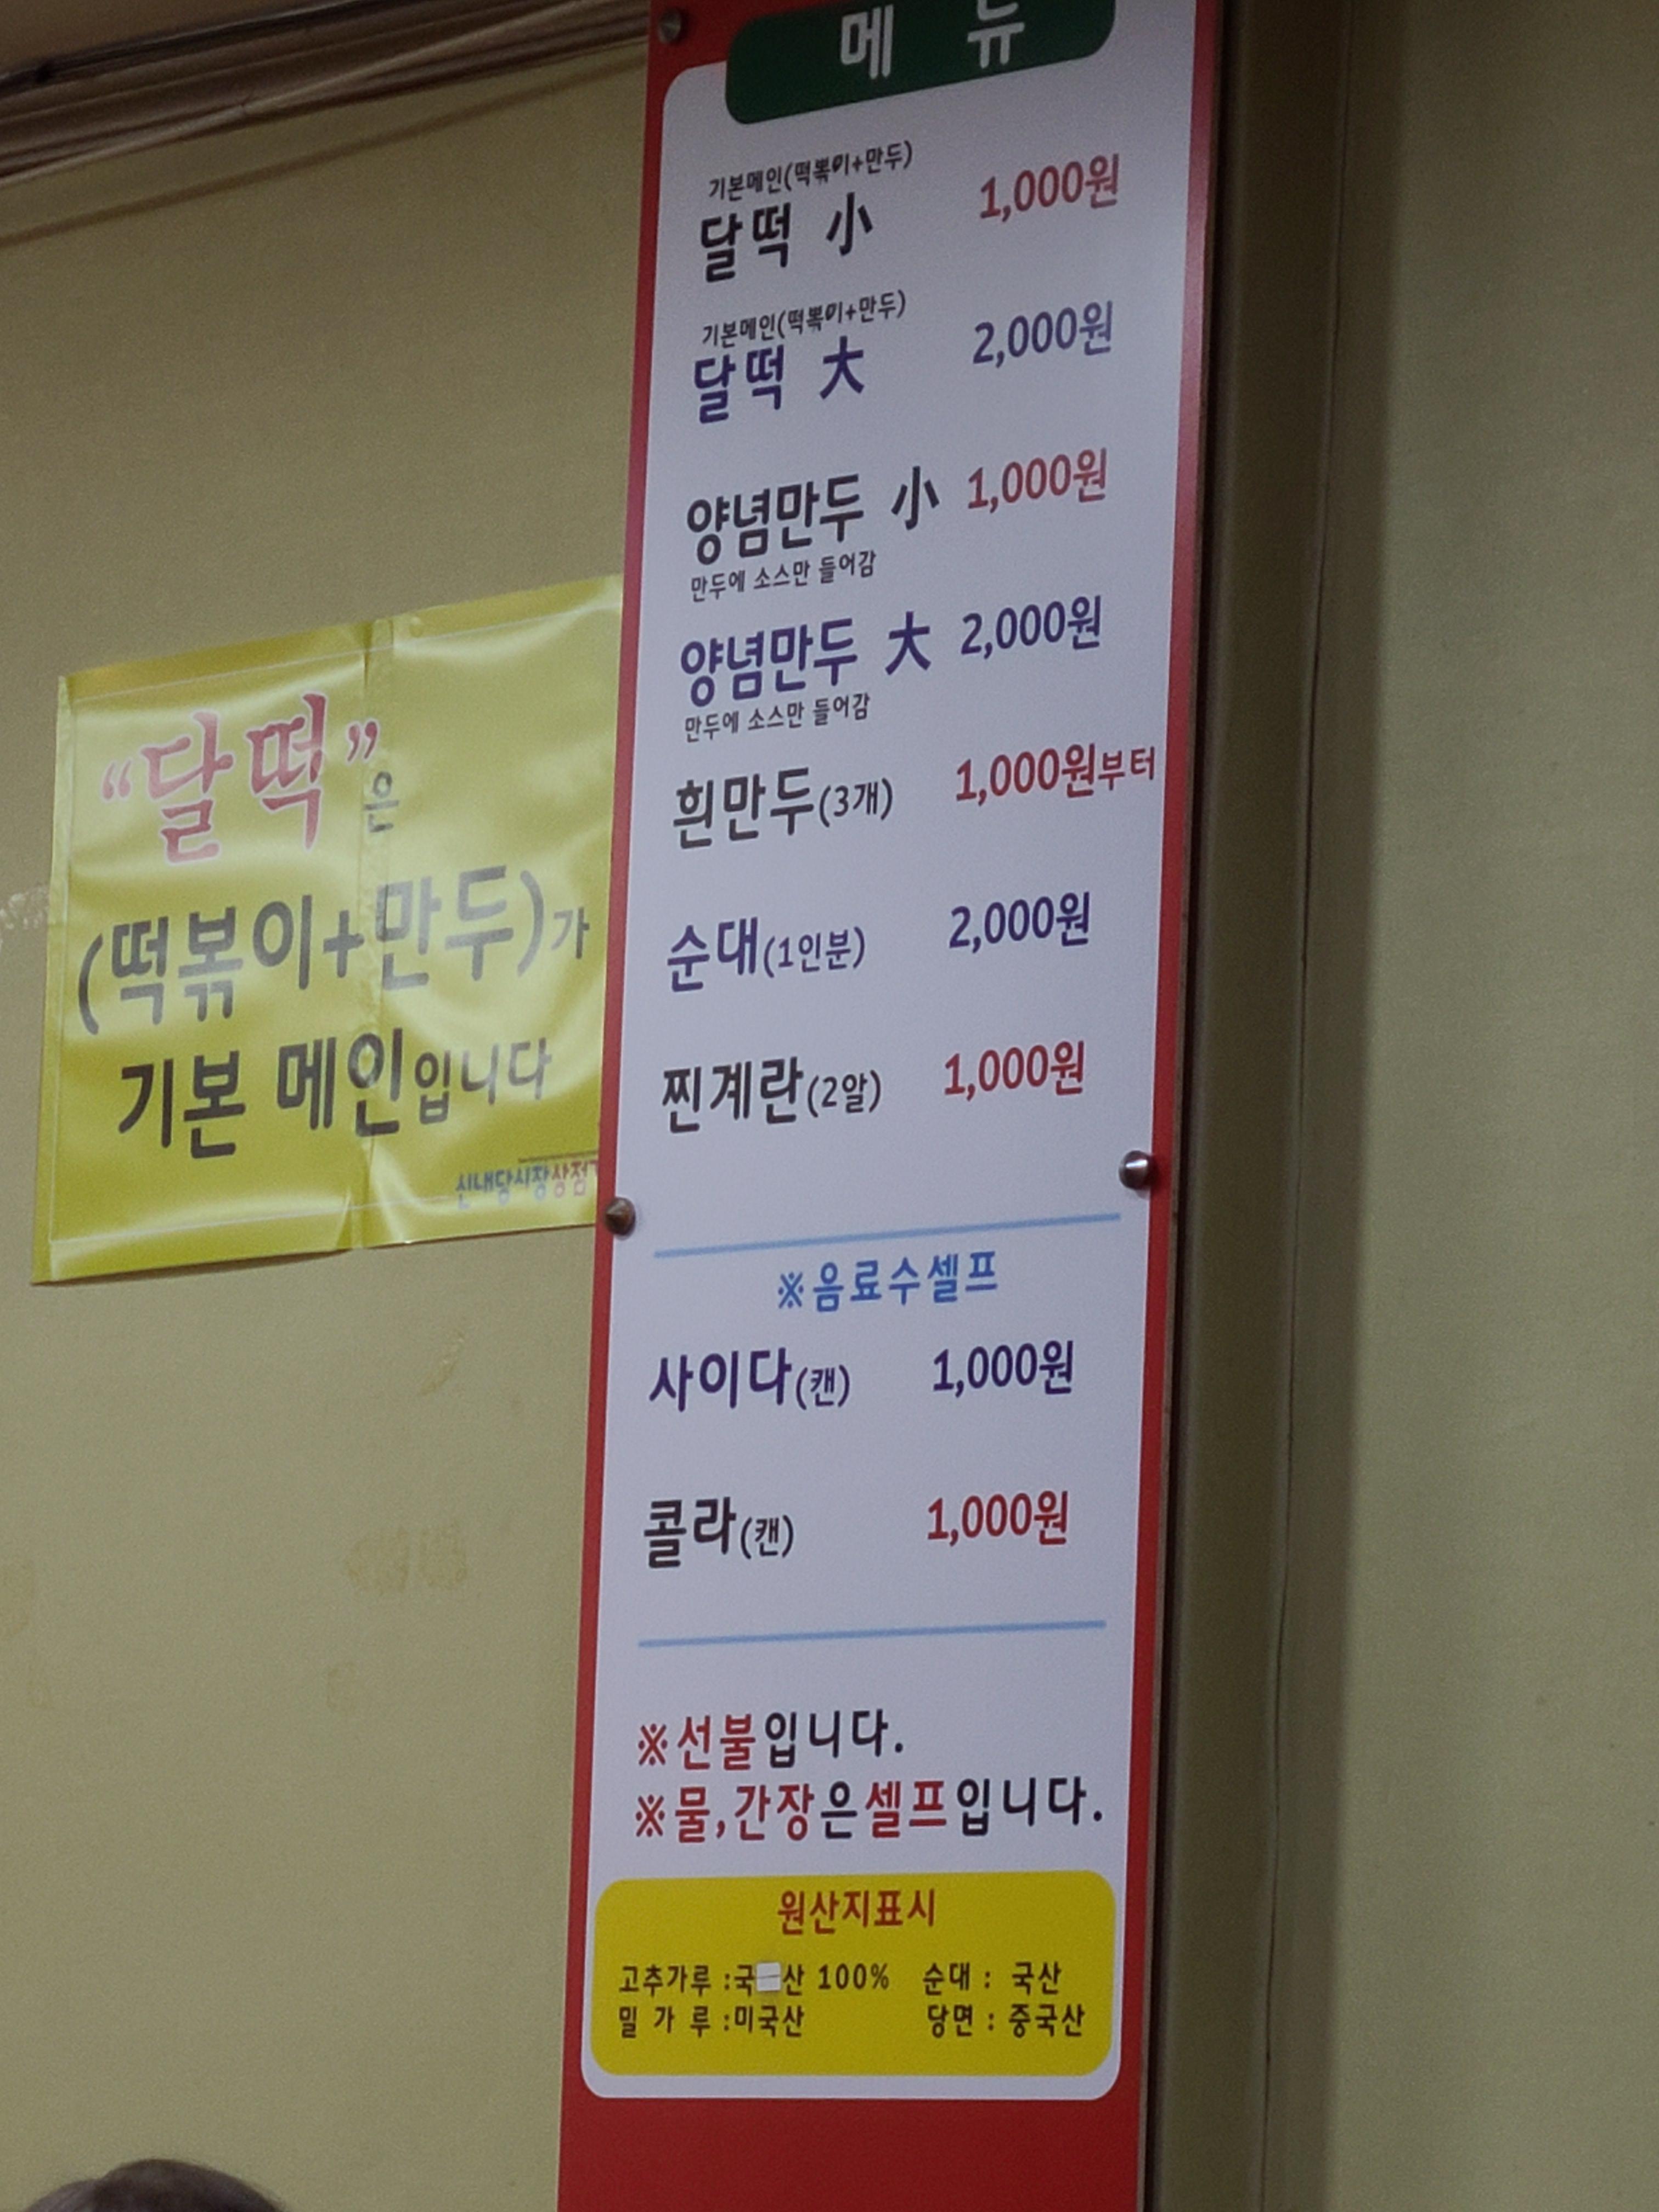 메 뉴
기본메인(떡볶이+만두)
달떡 小 1,000원
기본메인(떡볶이+만두)
달떡 大 2,000원
양념만두 小 1,000원
만두에 소스만 들어감
양념만두 大 2,000원
만두에 소스만 들어감
흰만두(3개) 1,000원부터
순대(1인분) 2,000원
찐계란(2알) 1,000원
※음료수셀프
사이다(캔) 1,000원
콜라(캔) 1,000원
※선불입니다.
※물,간장은셀프입니다.
원산지표시
고추가루 :국산 100% 순대 : 국산
밀 가 루 :미국산 당면 : 중국산
“달떡”은
(떡볶이+만두)가
기본 메인입니다
신내당시장상점